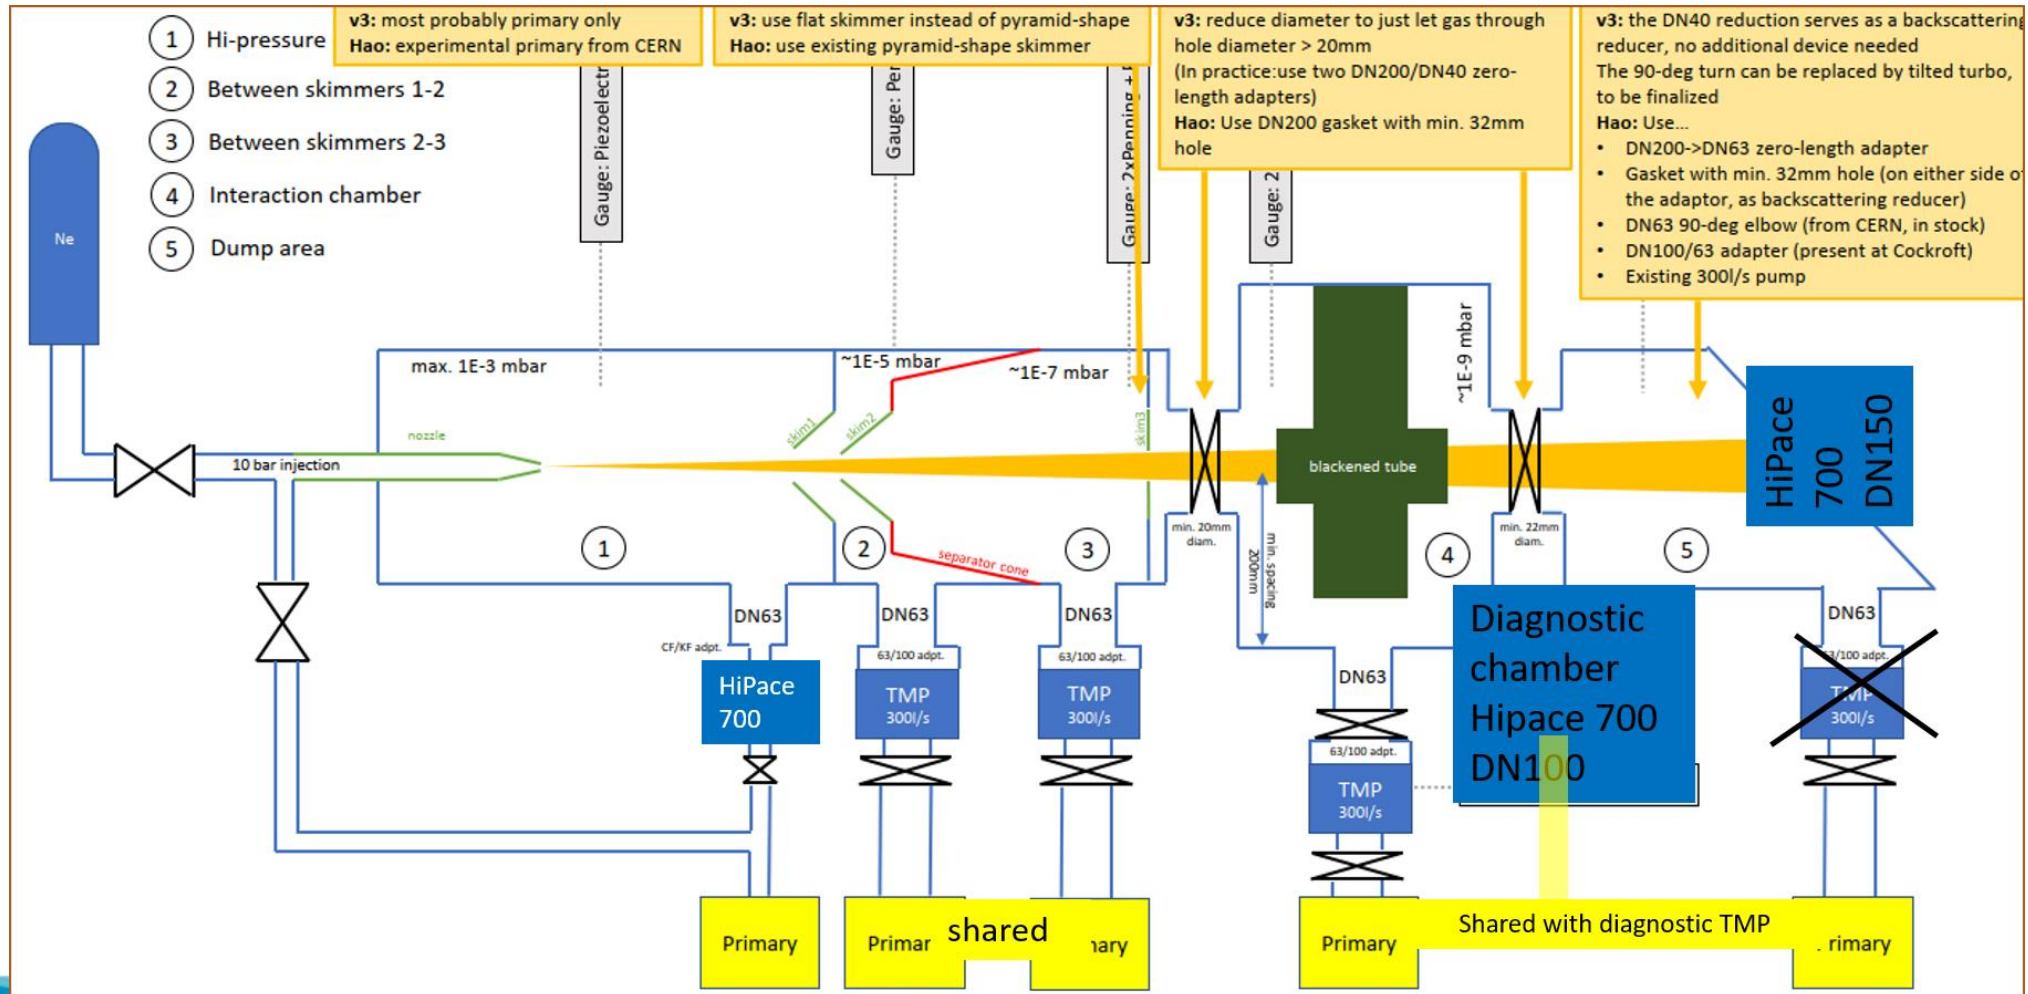 1 Hi-pressure
2 Between skimmers 1-2
3 Between skimmers 2-3
4 Interaction chamber
5 Dump area
v3: most probably primary only
Hao: experimental primary from CERN
v3: use flat skimmer instead of pyramid-shape
Hao: use existing pyramid-shape skimmer
v3: reduce diameter to just let gas through
hole diameter > 20mm
(In practice:use two DN200/DN40 zero-
length adapters)
Hao: Use DN200 gasket with min. 32mm
hole
v3: the DN40 reduction serves as a backscattering
reducer, no additional device needed
The 90-deg turn can be replaced by tilted turbo,
to be finalized
Hao: Use...
• DN200->DN63 zero-length adapter
• Gasket with min. 32mm hole (on either side of
the adaptor, as backscattering reducer)
• DN63 90-deg elbow (from CERN, in stock)
• DN100/63 adapter (present at Cockroft)
• Existing 300l/s pump
Gauge: Piezoelectr
Gauge: Pen
Gauge: 2xPenning +
Gauge: 2
Ne
max. 1E-3 mbar
~1E-5 mbar
~1E-7 mbar
~1E-9 mbar
nozzle
10 bar injection
skim1
skim2
skim3
separator cone
blackened tube
HiPace
700
DN150
min. 20mm
diam.
min. 22mm
diam.
min. spacing
200mm
1
2
3
4
5
DN63
DN63
DN63
DN63
DN63
CF/KF adpt.
63/100 adpt.
63/100 adpt.
63/100 adpt.
63/100 adpt.
HiPace
700
TMP
300l/s
TMP
300l/s
TMP
300l/s
TMP
300l/s
Diagnostic
chamber
Hipace 700
DN100
Primary
Primar
shared
nary
Primary
Shared with diagnostic TMP
rimary